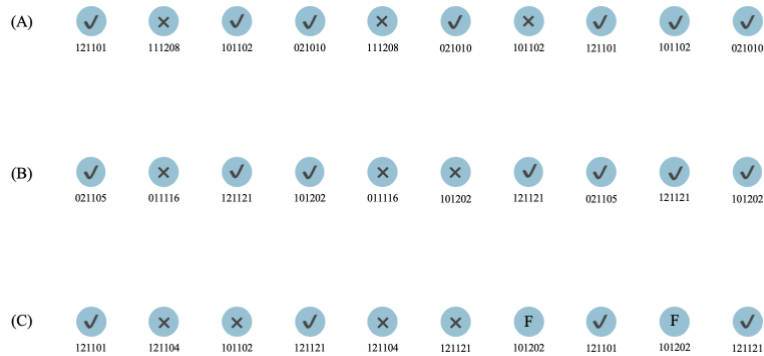 (A) ✓ ✕ ✓ ✓ ✕ ✓ ✕ ✓ ✓ ✓
121101 111208 101102 021010 111208 021010 101102 121101 101102 021010
(B) ✓ ✕ ✓ ✓ ✕ ✕ ✓ ✓ ✓ ✓
021105 011116 121121 101202 011116 101202 121121 021105 121121 101202
(C) ✓ ✕ ✕ ✓ ✕ ✕ F ✓ F ✓
121101 121104 101102 121121 121104 121121 101202 121101 101202 121121